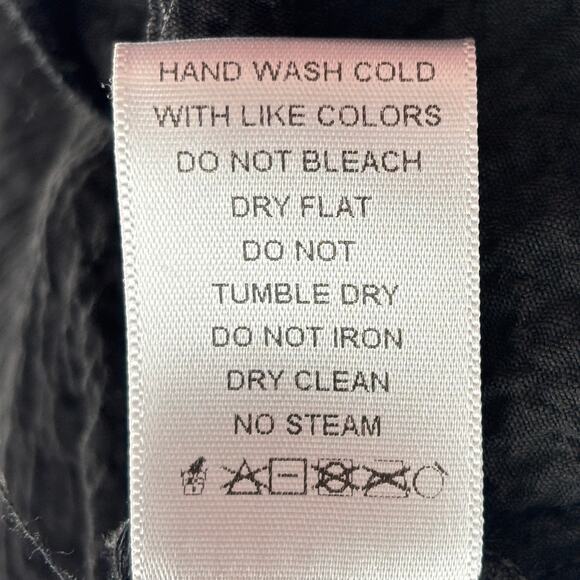 HAND WASH COLD
WITH LIKE COLORS
DO NOT BLEACH
DRY FLAT
DO NOT
TUMBLE DRY
DO NOT IRON
DRY CLEAN
NO STEAM